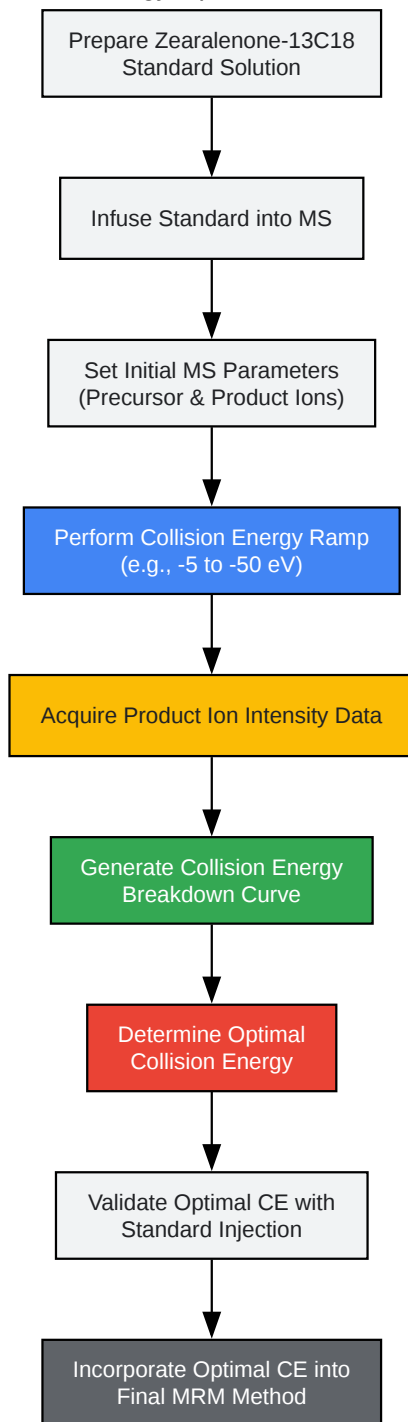 Prepare Zearalenone-13C18
Standard Solution
Infuse Standard into MS
Set Initial MS Parameters
(Precursor & Product Ions)
Perform Collision Energy Ramp
(e.g., -5 to -50 eV)
Acquire Product Ion Intensity Data
Generate Collision Energy
Breakdown Curve
Determine Optimal
Collision Energy
Validate Optimal CE with
Standard Injection
Incorporate Optimal CE into
Final MRM Method